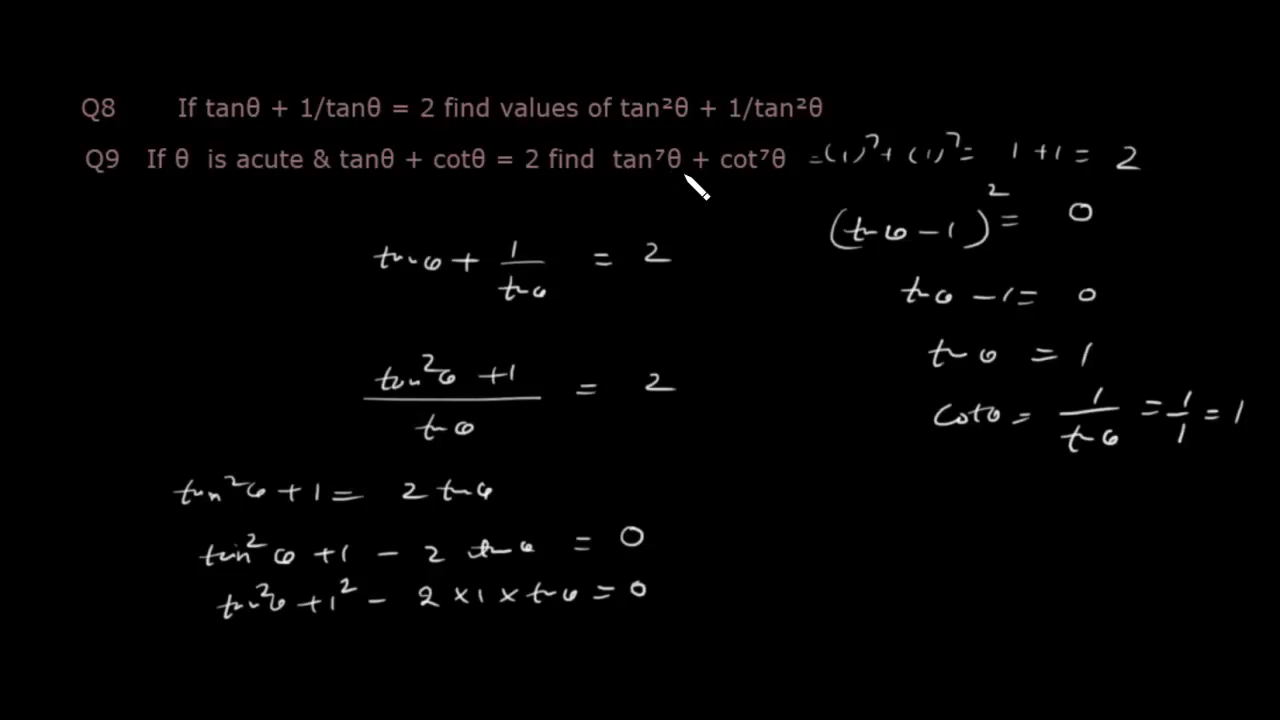 Q8 If tanθ + 1/tanθ = 2 find values of tan²θ + 1/tan²θ
Q9 If θ is acute & tanθ + cotθ = 2 find tan⁷θ + cot⁷θ = (1)⁷ + (1)⁷ = 1 + 1 = 2
tanθ + 1/tanθ = 2
tan²θ + 1 / tanθ = 2
tan²θ + 1 = 2 tanθ
tan²θ + 1 - 2 tanθ = 0
tan²θ + 1² - 2 × 1 × tanθ = 0
(tanθ - 1)² = 0
tanθ - 1 = 0
tanθ = 1
cotθ = 1/tanθ = 1/1 = 1